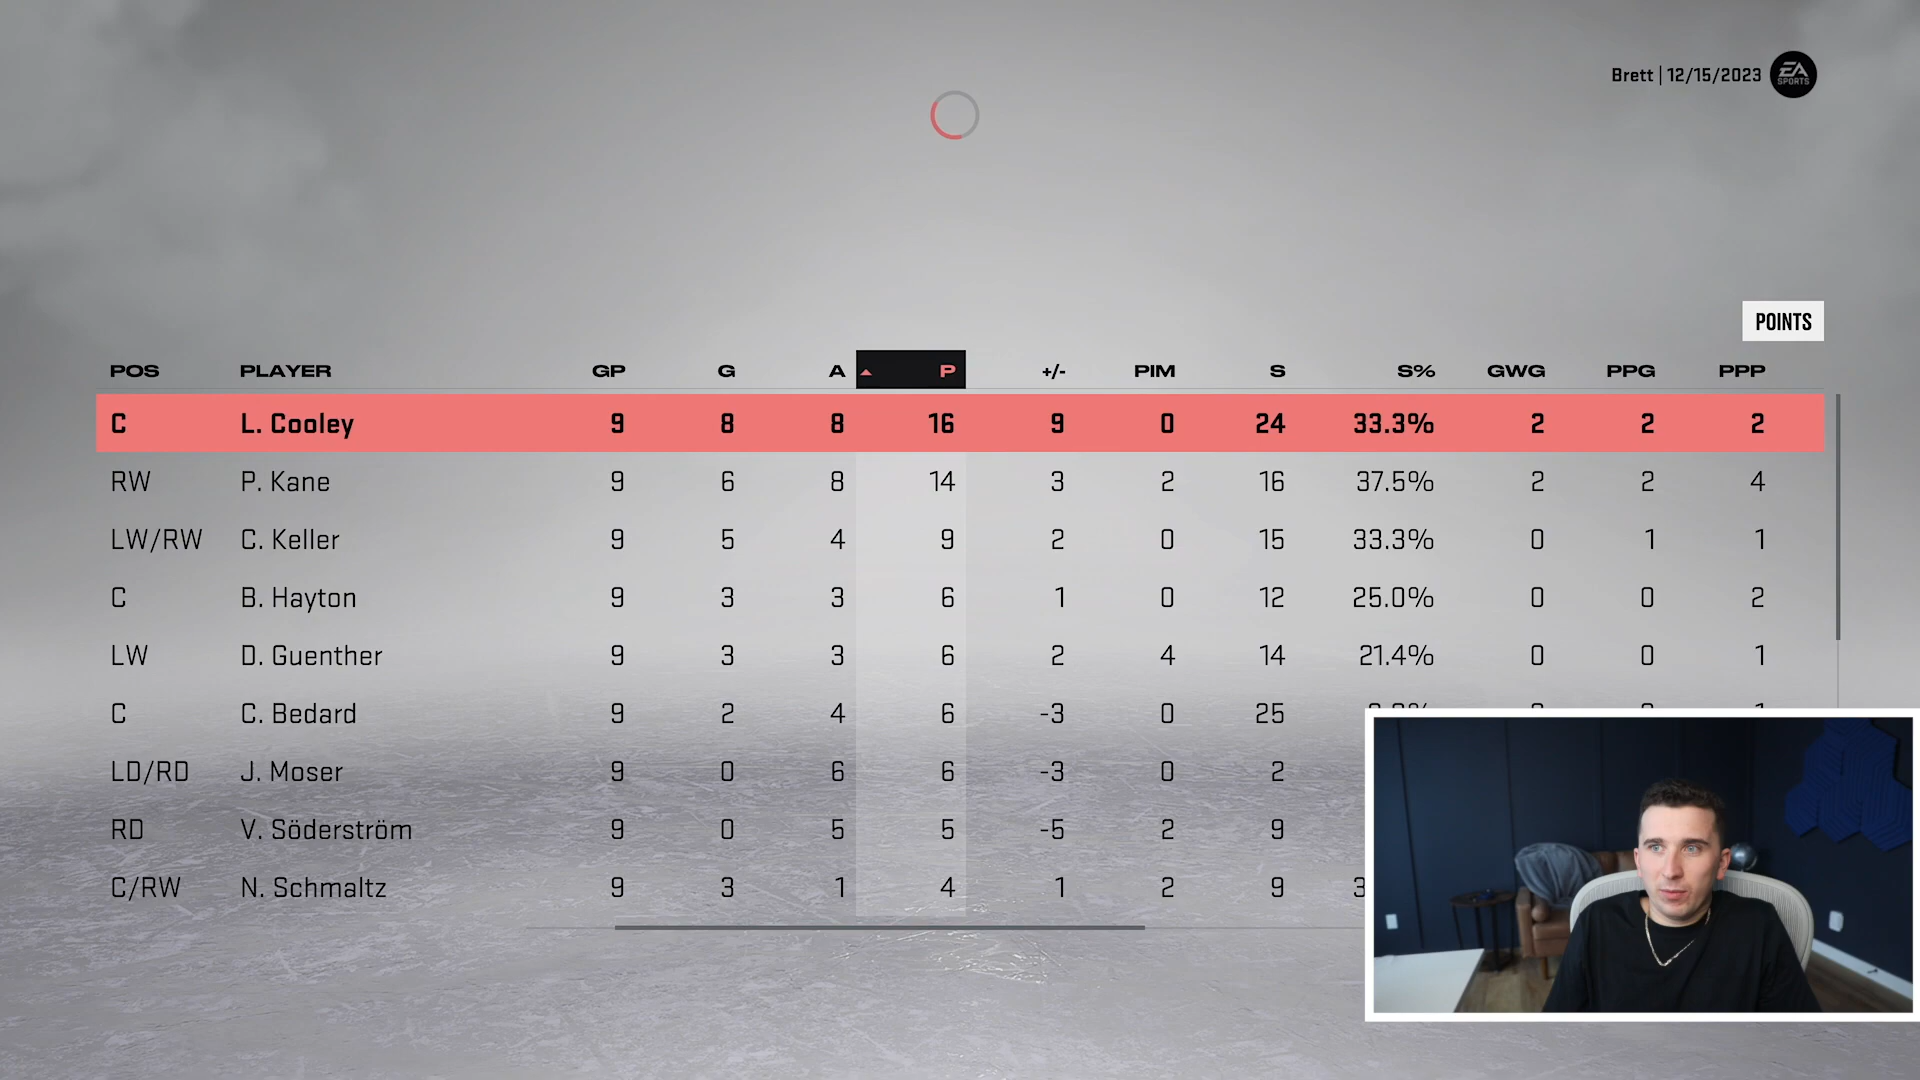 Brett | 12/15/2023 EA SPORTS
POINTS
POS PLAYER GP G A P +/- PIM S S% GWG PPG PPP
C L. Cooley 9 8 8 16 9 0 24 33.3% 2 2 2
RW P. Kane 9 6 8 14 3 2 16 37.5% 2 2 4
LW/RW C. Keller 9 5 4 9 2 0 15 33.3% 0 1 1
C B. Hayton 9 3 3 6 1 0 12 25.0% 0 0 2
LW D. Guenther 9 3 3 6 2 4 14 21.4% 0 0 1
C C. Bedard 9 2 4 6 -3 0 25
LD/RD J. Moser 9 0 6 6 -3 0 2
RD V. Söderström 9 0 5 5 -5 2 9
C/RW N. Schmaltz 9 3 1 4 1 2 9 3